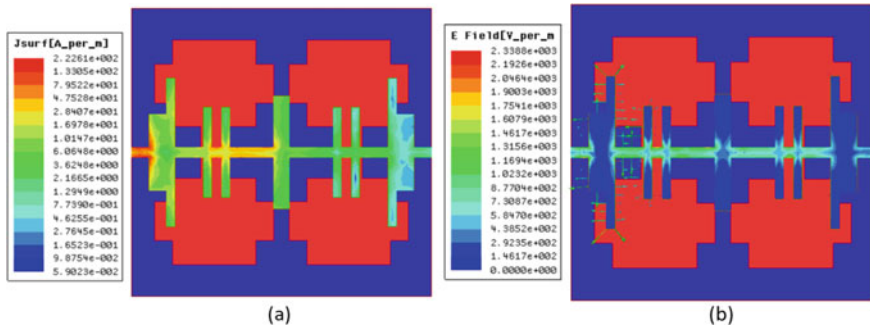 Jsurf[A_per_m]
2.2261e+002
1.3305e+002
7.9522e+001
4.7528e+001
2.8407e+001
1.6978e+001
1.0147e+001
6.0648e+000
3.6248e+000
2.1665e+000
1.2949e+000
7.7390e-001
4.6255e-001
2.7645e-001
1.6523e-001
9.8754e-002
5.9023e-002
(a)
E Field[V_per_m
2.3388e+003
2.1926e+003
2.0464e+003
1.9003e+003
1.7541e+003
1.6079e+003
1.4617e+003
1.3156e+003
1.1694e+003
1.0232e+003
8.7704e+002
7.3087e+002
5.8470e+002
4.3852e+002
2.9235e+002
1.4617e+002
0.0000e+000
(b)